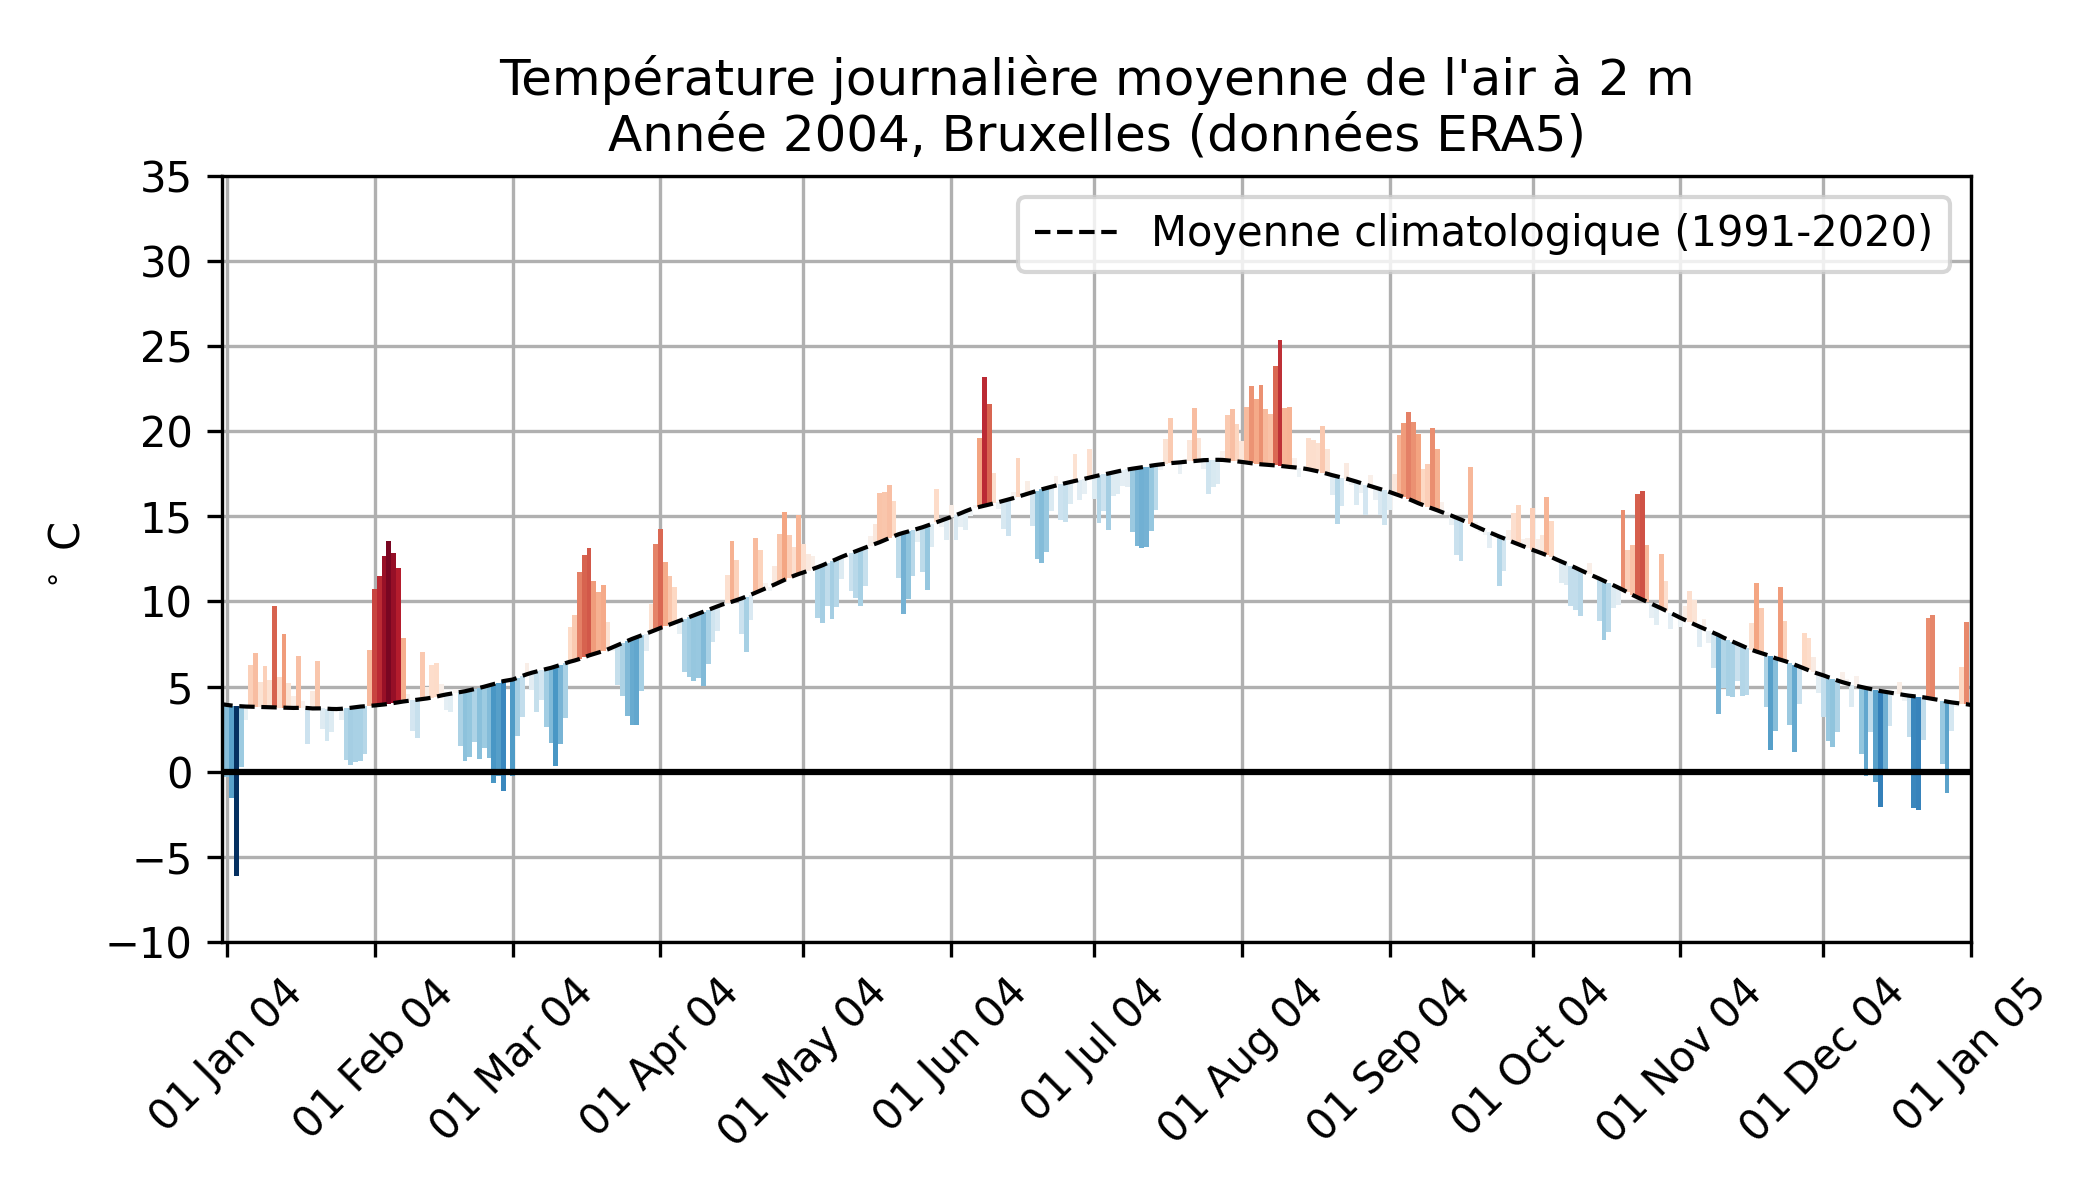 Température journalière moyenne de l'air à 2 m
Année 2004, Bruxelles (données ERA5)
Moyenne climatologique (1991-2020)
35
30
25
20
15
10
5
0
−5
−10
° C
01 Jan 04
01 Feb 04
01 Mar 04
01 Apr 04
01 May 04
01 Jun 04
01 Jul 04
01 Aug 04
01 Sep 04
01 Oct 04
01 Nov 04
01 Dec 04
01 Jan 05